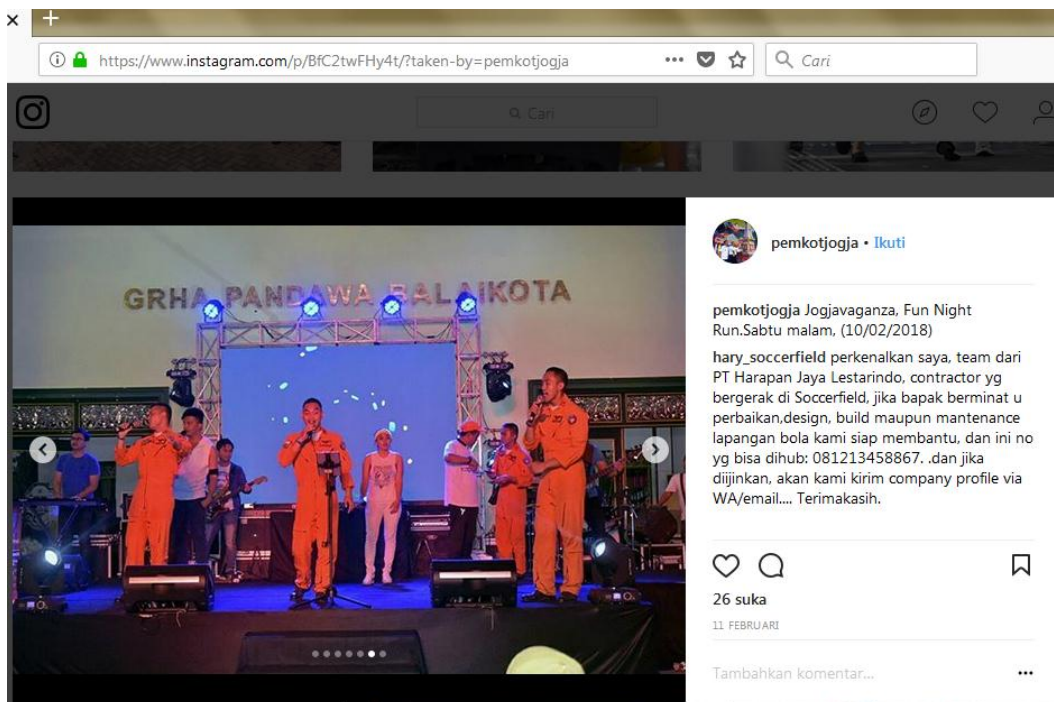 https://www.instagram.com/p/BfC2twFHy4t/?taken-by=pemkotjogja
Cari
Cari
GRHA PANDAWA BALAIKOTA
pemkotjogja • Ikuti
pemkotjogja Jogjavaganza, Fun Night
Run.Sabtu malam, (10/02/2018)
hary_soccerfield perkenalkan saya, team dari
PT Harapan Jaya Lestarindo, contractor yg
bergerak di Soccerfield, jika bapak berminat u
perbaikan,design, build maupun mantenance
lapangan bola kami siap membantu, dan ini no
yg bisa dihub: 081213458867. .dan jika
diijinkan, akan kami kirim company profile via
WA/email.... Terimakasih.
26 suka
11 FEBRUARI
Tambahkan komentar...